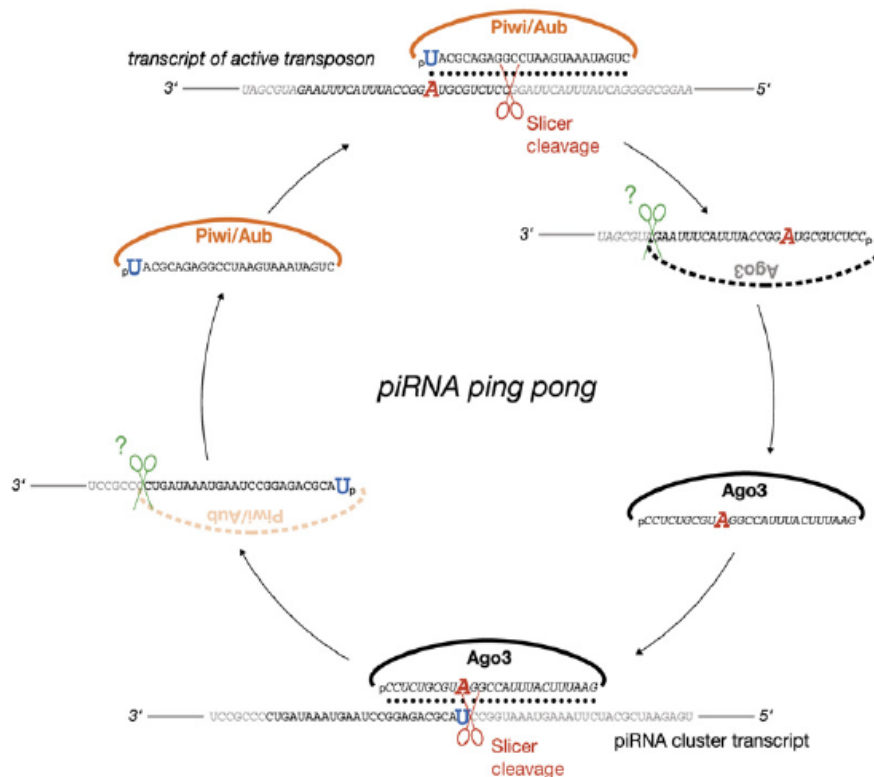 Piwi/Aub
transcript of active transposon
pUACGCAGAGGCCUAAGUAAAUAGUC
3' UAGCGUAGAAUUUCAUUUACCGGAUGCGUCUCCGGAUUCAUUUAUCAGGGGCGGAA 5'
Slicer
cleavage
?
3' UAGCGUAGAAUUUCAUUUACCGGAUGCGUCUCCp
Ago3
Piwi/Aub
pUACGCAGAGGCCUAAGUAAAUAGUC
piRNA ping pong
?
3' UCCGCCCCUGAUAAAUGAAUCCGGAGACGCAUp
Piwi/Aub
Ago3
pCCUCUGCGUAGGCCAUUUACUUUAAG
Ago3
pCCUCUGCGUAGGCCAUUUACUUUAAG
3' UCCGCCCCUGAUAAAUGAAUCCGGAGACGCAUCCGGUAAAUGAAAUUCUACGCUAAGAGU 5'
Slicer
cleavage
piRNA cluster transcript